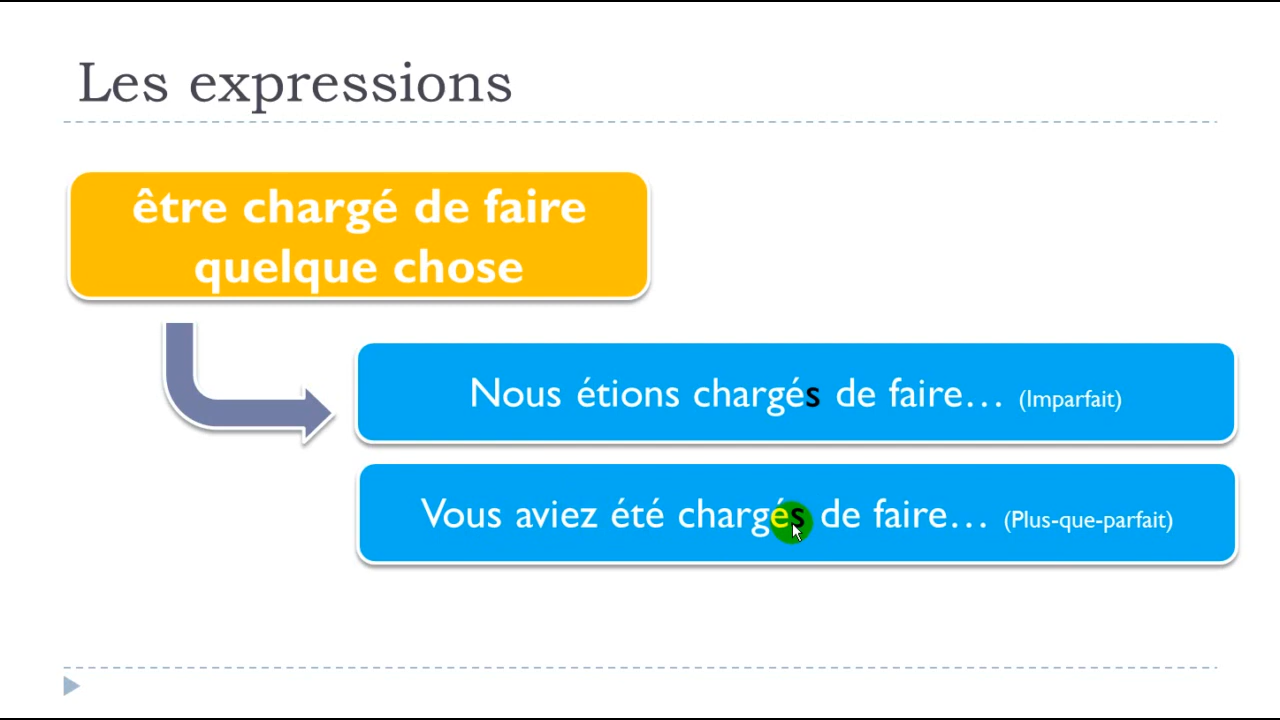 Les expressions
être chargé de faire
quelque chose
Nous étions chargés de faire... (Imparfait)
Vous aviez été chargés de faire... (Plus-que-parfait)